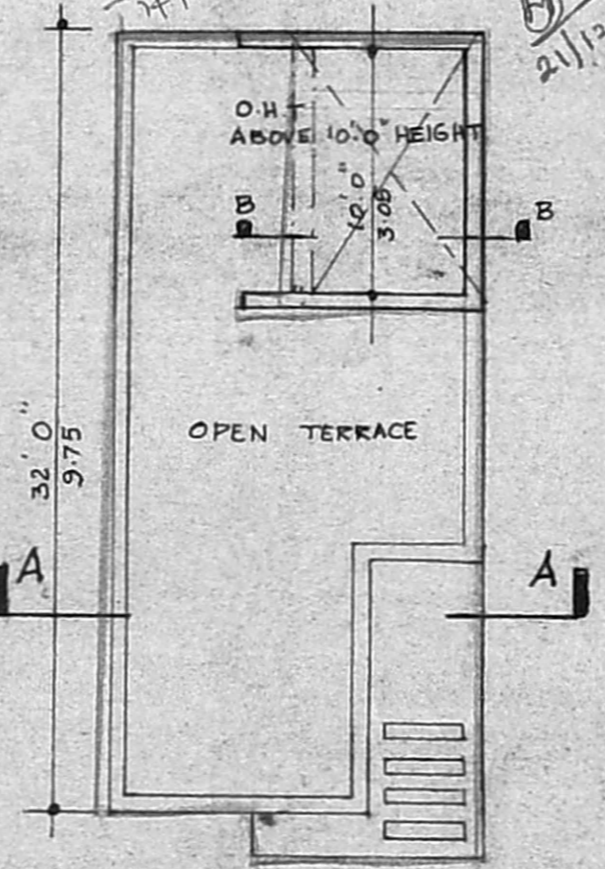 21/12
O.H.T
ABOVE 10'.0" HEIGHT
B
B
10'.0"
3.05
OPEN TERRACE
32'.0"
9.75
A
A